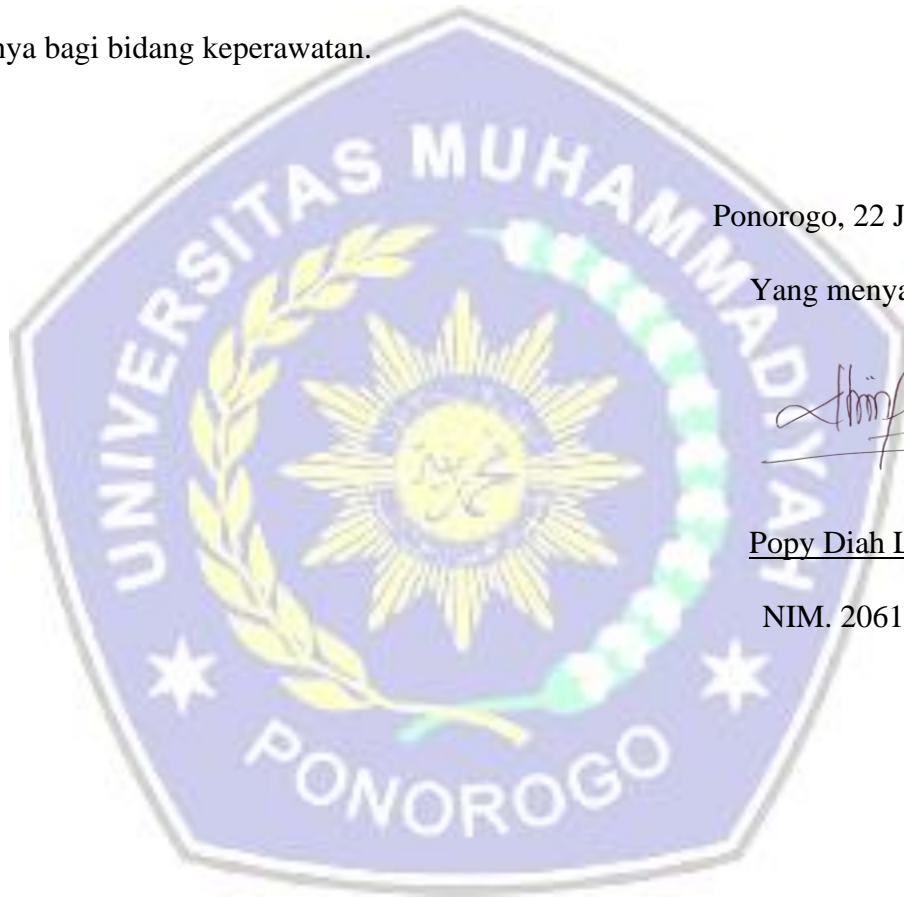 nya bagi bidang keperawatan.
UNIVERSITAS MUHAMMADIYAH
PONOROGO
Ponorogo, 22 J
Yang menya
Popy Diah L
NIM. 2061